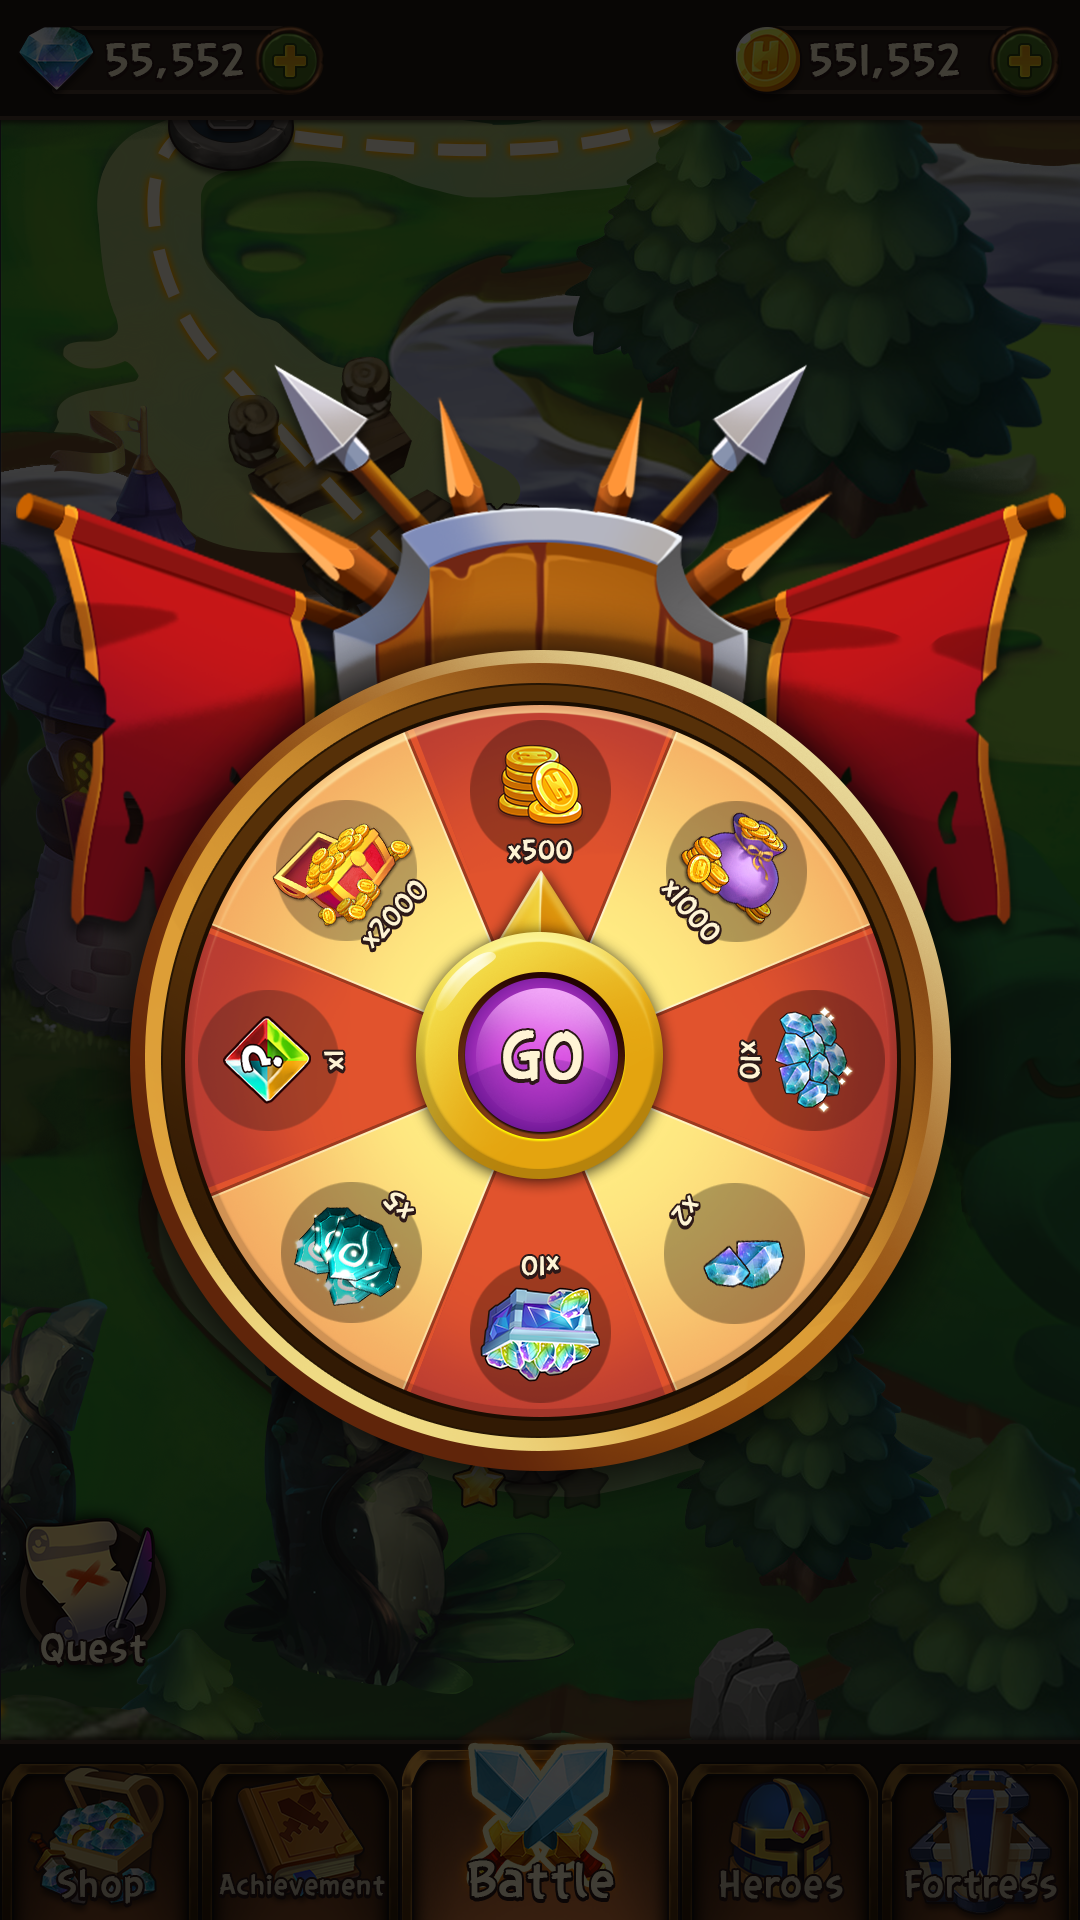 55,552
H 551,552
H
x500
x2000
x1000
?
x1
GO
x10
x5
x2
x10
Quest
Shop
Achievement
Battle
Heroes
Fortress